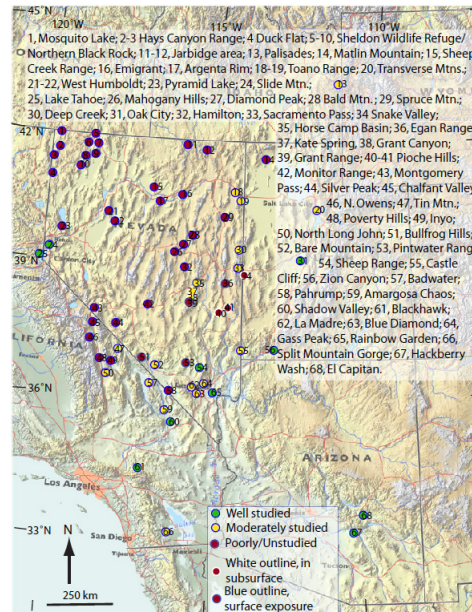 120°W
115°W
110°W
1, Mosquito Lake; 2-3 Hays Canyon Range; 4 Duck Flat; 5-10, Sheldon Wildlife Refuge/
Northern Black Rock; 11-12, Jarbidge area; 13, Palisades; 14, Matlin Mountain; 15, Sheep
Creek Range; 16, Emigrant; 17, Argenta Rim; 18-19, Toano Range; 20, Transverse Mtns.;
21-22, West Humboldt; 23, Pyramid Lake; 24, Slide Mtn.;
25, Lake Tahoe; 26, Mahogany Hills; 27, Diamond Peak; 28 Bald Mtn.; 29, Spruce Mtn.;
30, Deep Creek; 31, Oak City; 32, Hamilton; 33, Sacramento Pass; 34 Snake Valley;
35, Horse Camp Basin; 36, Egan Range
37, Kate Spring, 38, Grant Canyon;
39, Grant Range; 40-41 Pioche Hills;
42, Monitor Range; 43, Montgomery
Pass; 44, Silver Peak; 45, Chalfant Valley
46, N. Owens; 47, Tin Mtn.;
48, Poverty Hills; 49, Inyo;
50, North Long John; 51, Bullfrog Hills;
52, Bare Mountain; 53, Pintwater Range
54, Sheep Range; 55, Castle
Cliff; 56, Zion Canyon; 57, Badwater;
58, Pahrump; 59, Amargosa Chaos;
60, Shadow Valley; 61, Blackhawk;
62, La Madre; 63, Blue Diamond; 64,
Gass Peak; 65, Rainbow Garden; 66,
Split Mountain Gorge; 67, Hackberry
Wash; 68, El Capitan.
42°N
39°N
36°N
33°N
NEVADA
Carson City
Salt Lake City
CALIFORNIA
ARIZONA
Los Angeles
San Diego
Tijuana
Mexicali
Tucson
N
250 km
Well studied
Moderately studied
Poorly/Unstudied
White outline, in
subsurface
Blue outline,
surface exposure